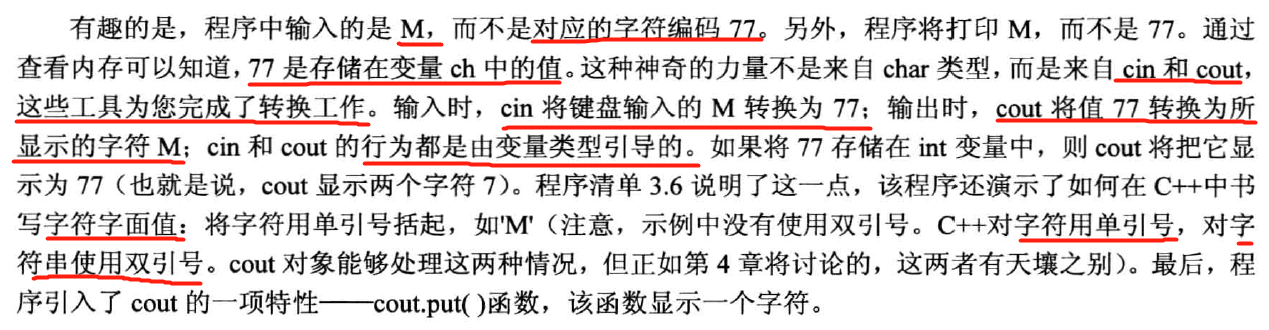 有趣的是，程序中输入的是 M，而不是对应的字符编码 77。另外，程序将打印 M，而不是 77。通过
查看内存可以知道，77 是存储在变量 ch 中的值。这种神奇的力量不是来自 char 类型，而是来自 cin 和 cout，
这些工具为您完成了转换工作。输入时，cin 将键盘输入的 M 转换为 77；输出时，cout 将值 77 转换为所
显示的字符 M；cin 和 cout 的行为都是由变量类型引导的。如果将 77 存储在 int 变量中，则 cout 将把它显
示为 77（也就是说，cout 显示两个字符 7）。程序清单 3.6 说明了这一点，该程序还演示了如何在 C++中书
写字符字面值：将字符用单引号括起，如'M'（注意，示例中没有使用双引号。C++对字符用单引号，对字
符串使用双引号。cout 对象能够处理这两种情况，但正如第 4 章将讨论的，这两者有天壤之别）。最后，程
序引入了 cout 的一项特性——cout.put( )函数，该函数显示一个字符。